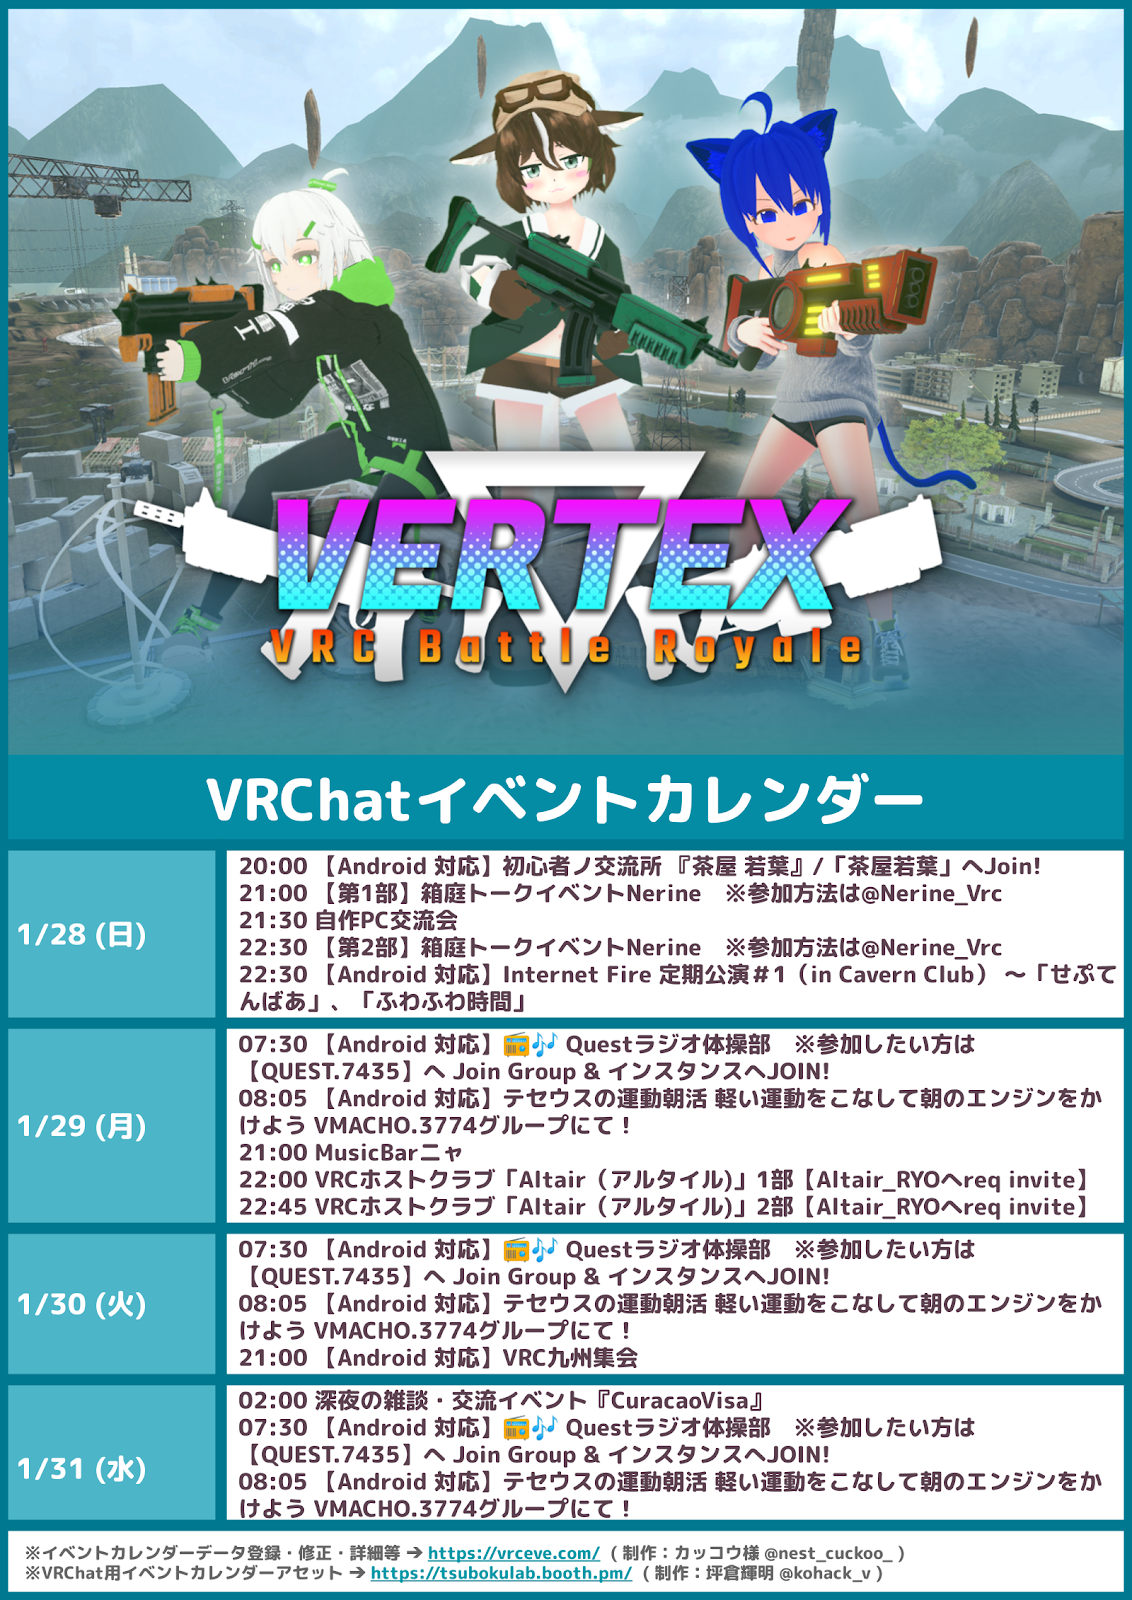 VERTEX
VRC Battle Royale
VRChatイベントカレンダー
1/28 (日)
20:00 【Android 対応】初心者ノ交流所 『茶屋 若葉』/「茶屋若葉」へJoin!
21:00 【第1部】箱庭トークイベントNerine　※参加方法は@Nerine_Vrc
21:30 自作PC交流会
22:30 【第2部】箱庭トークイベントNerine　※参加方法は@Nerine_Vrc
22:30 【Android 対応】Internet Fire 定期公演＃1（in Cavern Club） ～「せぷて
んばあ」、「ふわふわ時間」
1/29 (月)
07:30 【Android 対応】📻🎶 Questラジオ体操部　※参加したい方は
【QUEST.7435】へ Join Group & インスタンスへJOIN!
08:05 【Android 対応】テセウスの運動朝活 軽い運動をこなして朝のエンジンをか
けよう VMACHO.3774グループにて！
21:00 MusicBarニャ
22:00 VRCホストクラブ「Altair（アルタイル)」1部【Altair_RYOへreq invite】
22:45 VRCホストクラブ「Altair（アルタイル)」2部【Altair_RYOへreq invite】
1/30 (火)
07:30 【Android 対応】📻🎶 Questラジオ体操部　※参加したい方は
【QUEST.7435】へ Join Group & インスタンスへJOIN!
08:05 【Android 対応】テセウスの運動朝活 軽い運動をこなして朝のエンジンをか
けよう VMACHO.3774グループにて！
21:00 【Android 対応】VRC九州集会
1/31 (水)
02:00 深夜の雑談・交流イベント『CuracaoVisa』
07:30 【Android 対応】📻🎶 Questラジオ体操部　※参加したい方は
【QUEST.7435】へ Join Group & インスタンスへJOIN!
08:05 【Android 対応】テセウスの運動朝活 軽い運動をこなして朝のエンジンをか
けよう VMACHO.3774グループにて！
※イベントカレンダーデータ登録・修正・詳細等 ➔ https://vrceve.com/ （制作：カッコウ様 @nest_cuckoo_ ）
※VRChat用イベントカレンダーアセット ➔ https://tsubokulab.booth.pm/ （制作：坪倉輝明 @kohack_v ）